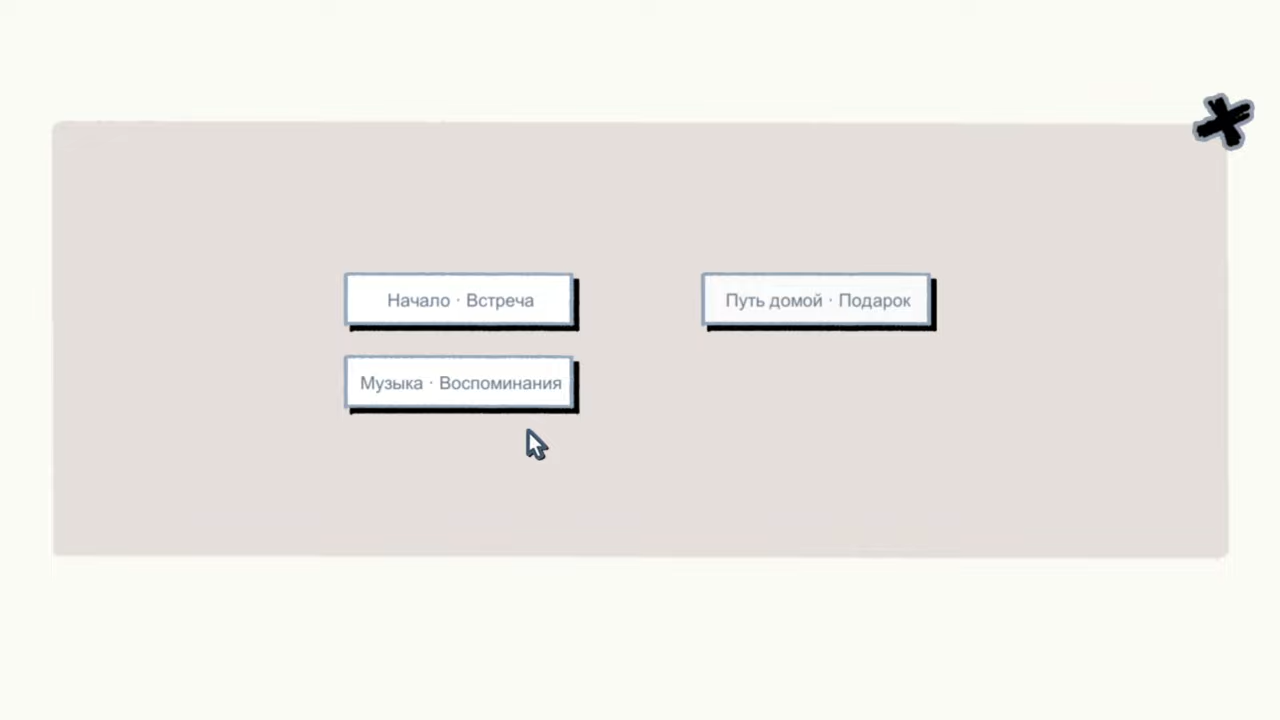 Начало · Встреча
Путь домой · Подарок
Музыка · Воспоминания